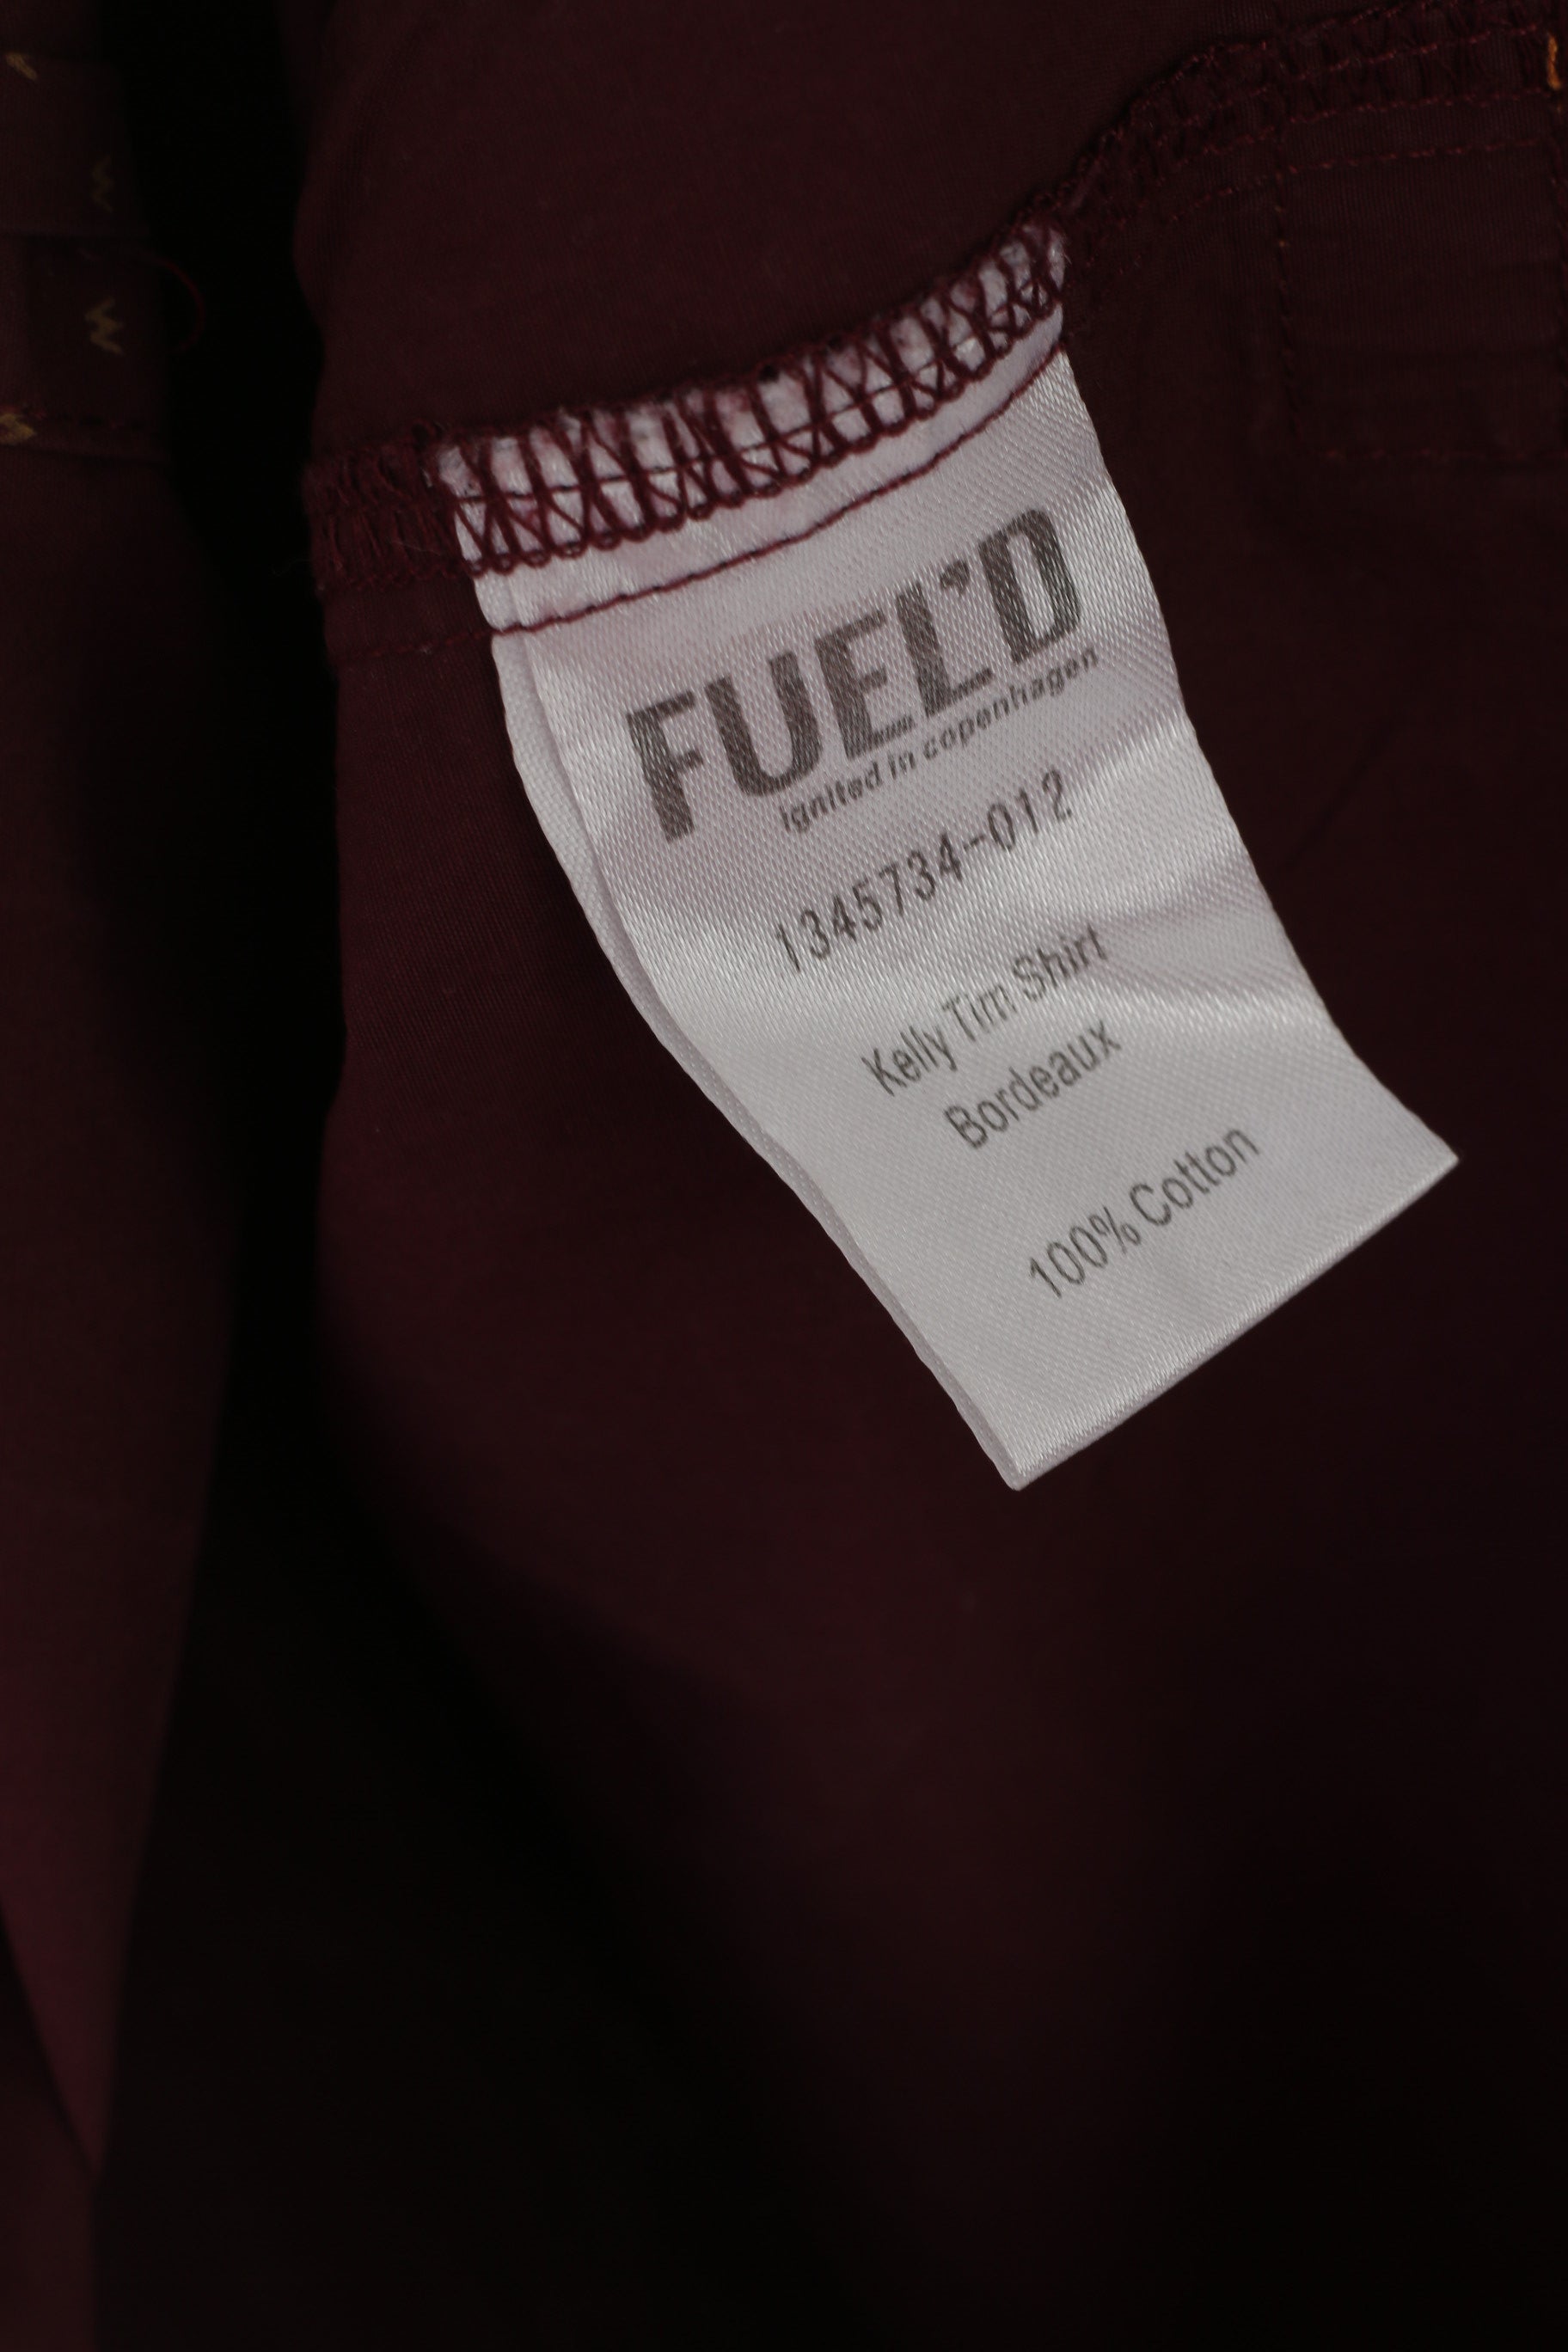 FUEL'D
ignited in copenhagen
1345734-012
Kelly Tim Shirt
Bordeaux
100% Cotton